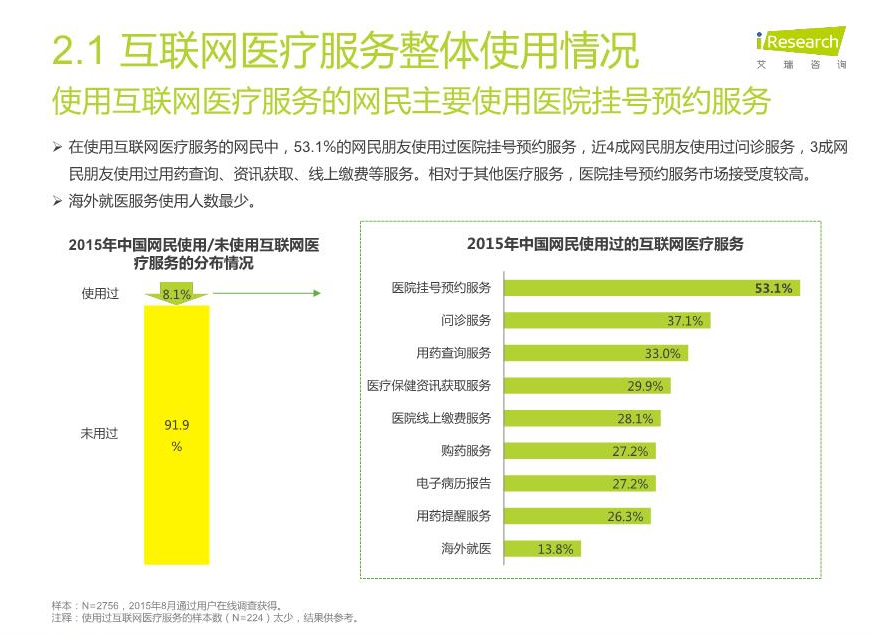 2.1 互联网医疗服务整体使用情况
iResearch
艾 瑞 咨 询
使用互联网医疗服务的网民主要使用医院挂号预约服务
➢ 在使用互联网医疗服务的网民中，53.1%的网民朋友使用过医院挂号预约服务，近4成网民朋友使用过问诊服务，3成网
民朋友使用过用药查询、资讯获取、线上缴费等服务。相对于其他医疗服务，医院挂号预约服务市场接受度较高。
➢ 海外就医服务使用人数最少。
2015年中国网民使用/未使用互联网医
疗服务的分布情况
使用过
8.1%
未用过
91.9
%
2015年中国网民使用过的互联网医疗服务
医院挂号预约服务 53.1%
问诊服务 37.1%
用药查询服务 33.0%
医疗保健资讯获取服务 29.9%
医院线上缴费服务 28.1%
购药服务 27.2%
电子病历报告 27.2%
用药提醒服务 26.3%
海外就医 13.8%
样本：N=2756，2015年8月通过用户在线调查获得。
注释：使用过互联网医疗服务的样本数（N=224）太少，结果供参考。